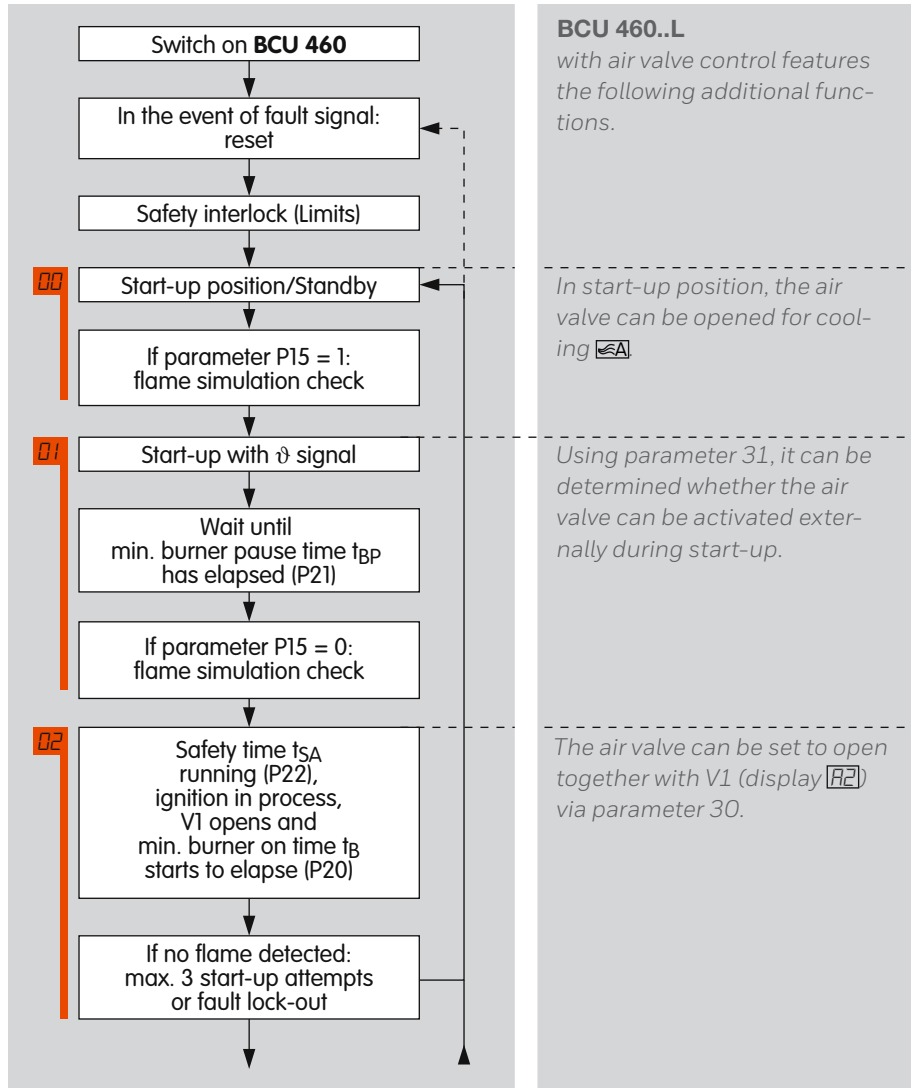 Switch on BCU 460
In the event of fault signal:
reset
Safety interlock (Limits)
00
Start-up position/Standby
If parameter P15 = 1:
flame simulation check
01
Start-up with ϑ signal
Wait until
min. burner pause time tBP
has elapsed (P21)
If parameter P15 = 0:
flame simulation check
02
Safety time tSA
running (P22),
ignition in process,
V1 opens and
min. burner on time tB
starts to elapse (P20)
If no flame detected:
max. 3 start-up attempts
or fault lock-out
BCU 460..L
with air valve control features
the following additional func-
tions.
In start-up position, the air
valve can be opened for cool-
ing A.
Using parameter 31, it can be
determined whether the air
valve can be activated exter-
nally during start-up.
The air valve can be set to open
together with V1 (display A2)
via parameter 30.